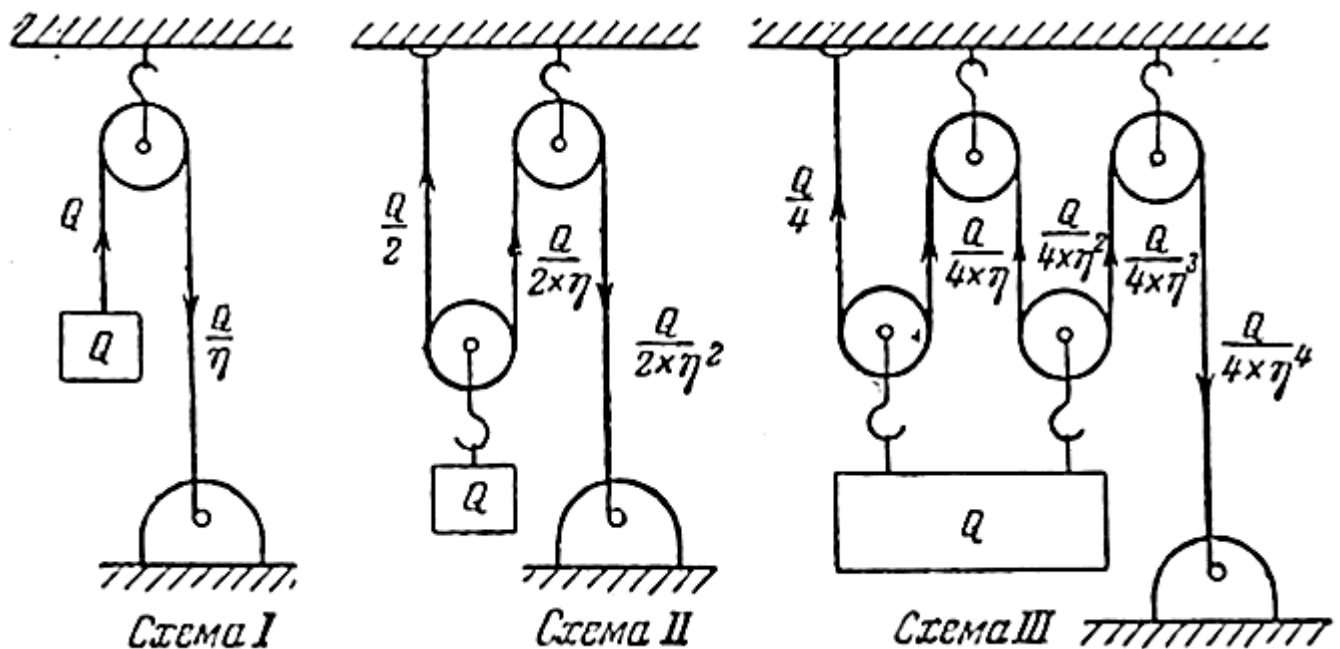 Q
Q
Q/η
Схема I
Q/2
Q/2×η
Q/2×η²
Q
Схема II
Q/4
Q/4×η
Q/4×η²
Q/4×η³
Q/4×η⁴
Q
Схема III